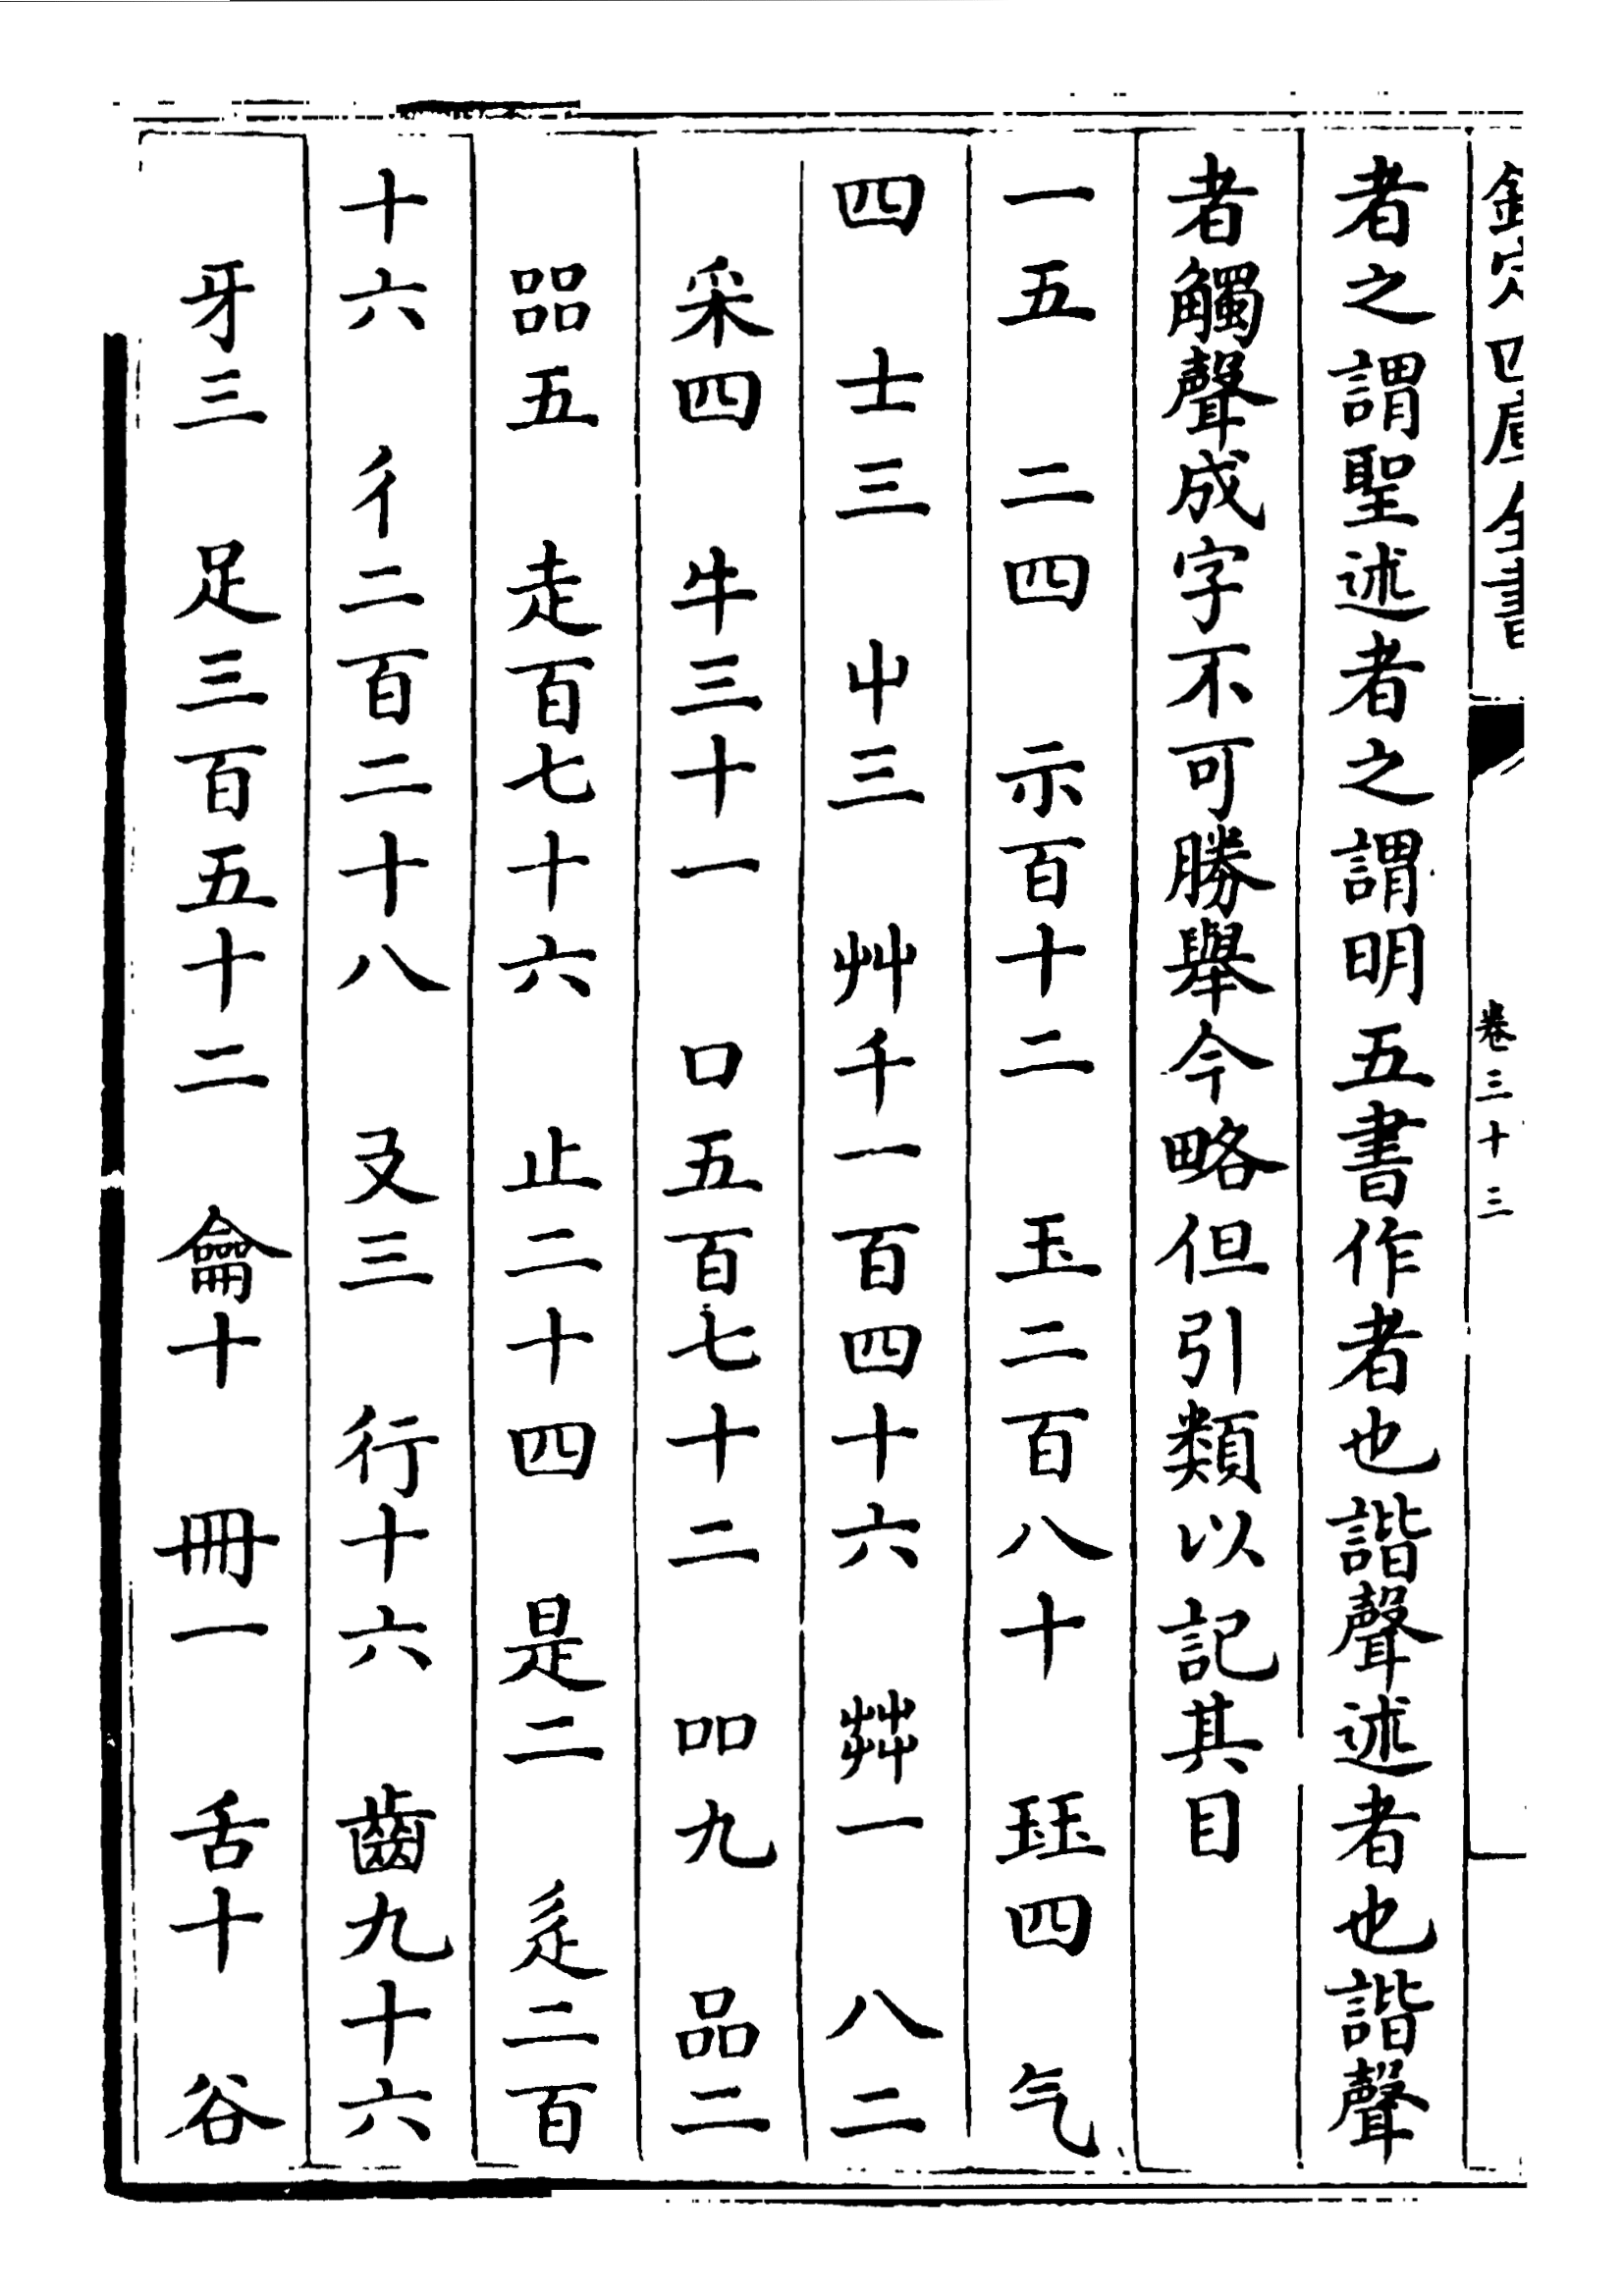 欽定四庫全書
卷三十三
者之謂聖述者之謂明五書作者也諧聲述者也諧聲
者觸聲成字不可勝舉今略但引類以記其目
一五 二四 示百十二 玉二百八十 玨四 气
四 士三 屮三 艸千一百四十六 茻一 八二
釆四 牛三十一 口五百七十二 吅九 品二
㗊五 走百七十六 止二十四 是二 辵二百
十六 彳二百二十八 廴三 行十六 齒九十六
牙三 足三百五十二 龠十 冊一 舌十 谷